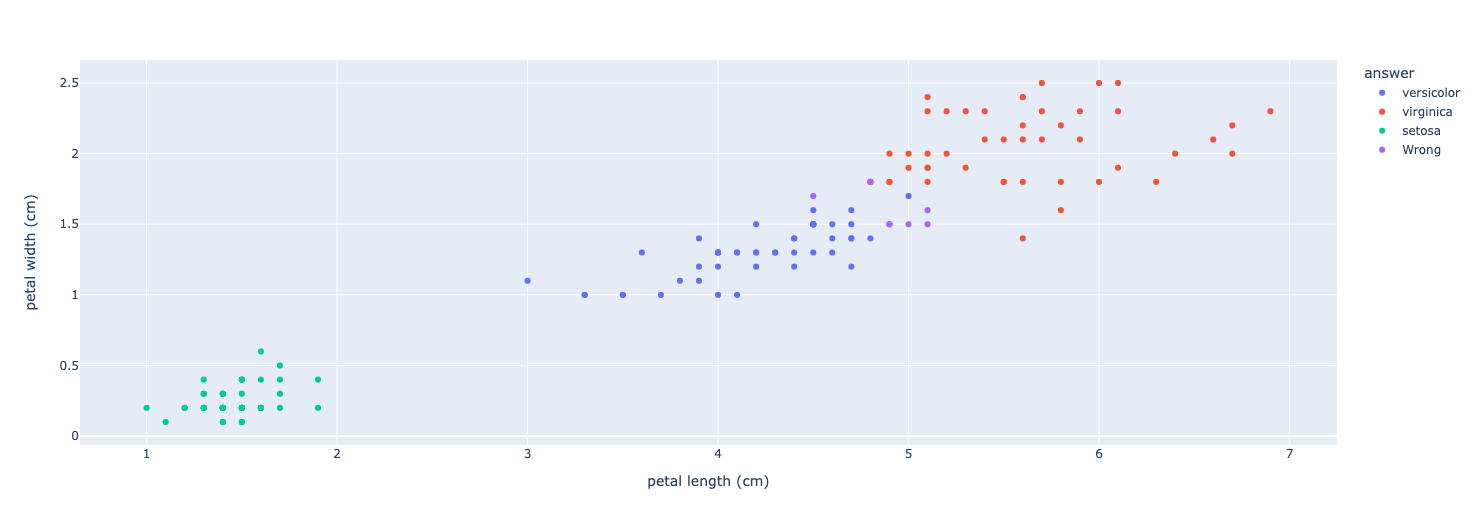 answer
versicolor
virginica
setosa
Wrong
2.5
2
1.5
1
0.5
0
petal width (cm)
1 2 3 4 5 6 7
petal length (cm)